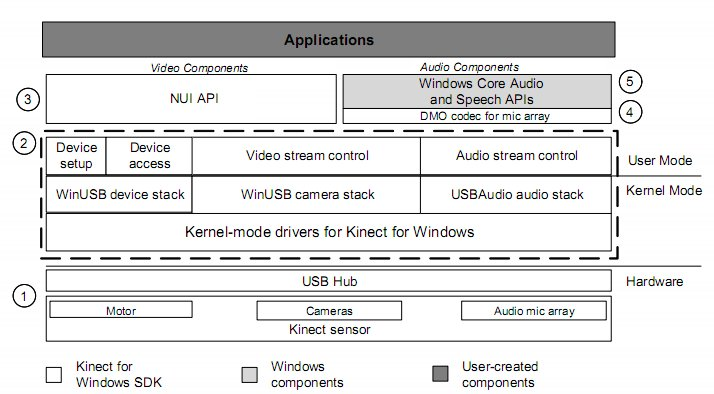 Applications
Video Components
Audio Components
3
NUI API
Windows Core Audio
and Speech APIs
5
DMO codec for mic array
4
2
Device
setup
Device
access
Video stream control
Audio stream control
User Mode
WinUSB device stack
WinUSB camera stack
USBAudio audio stack
Kernel Mode
Kernel-mode drivers for Kinect for Windows
USB Hub
Hardware
1
Motor
Cameras
Audio mic array
Kinect sensor
Kinect for
Windows SDK
Windows
components
User-created
components